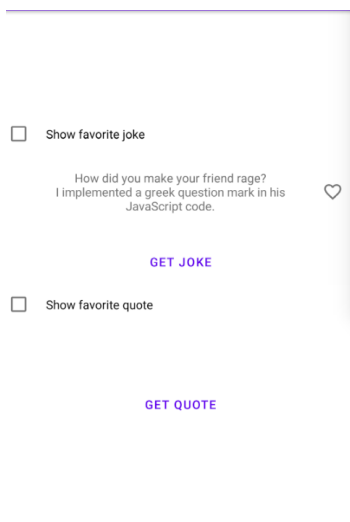 Show favorite joke
How did you make your friend rage?
I implemented a greek question mark in his
JavaScript code.
GET JOKE
Show favorite quote
GET QUOTE